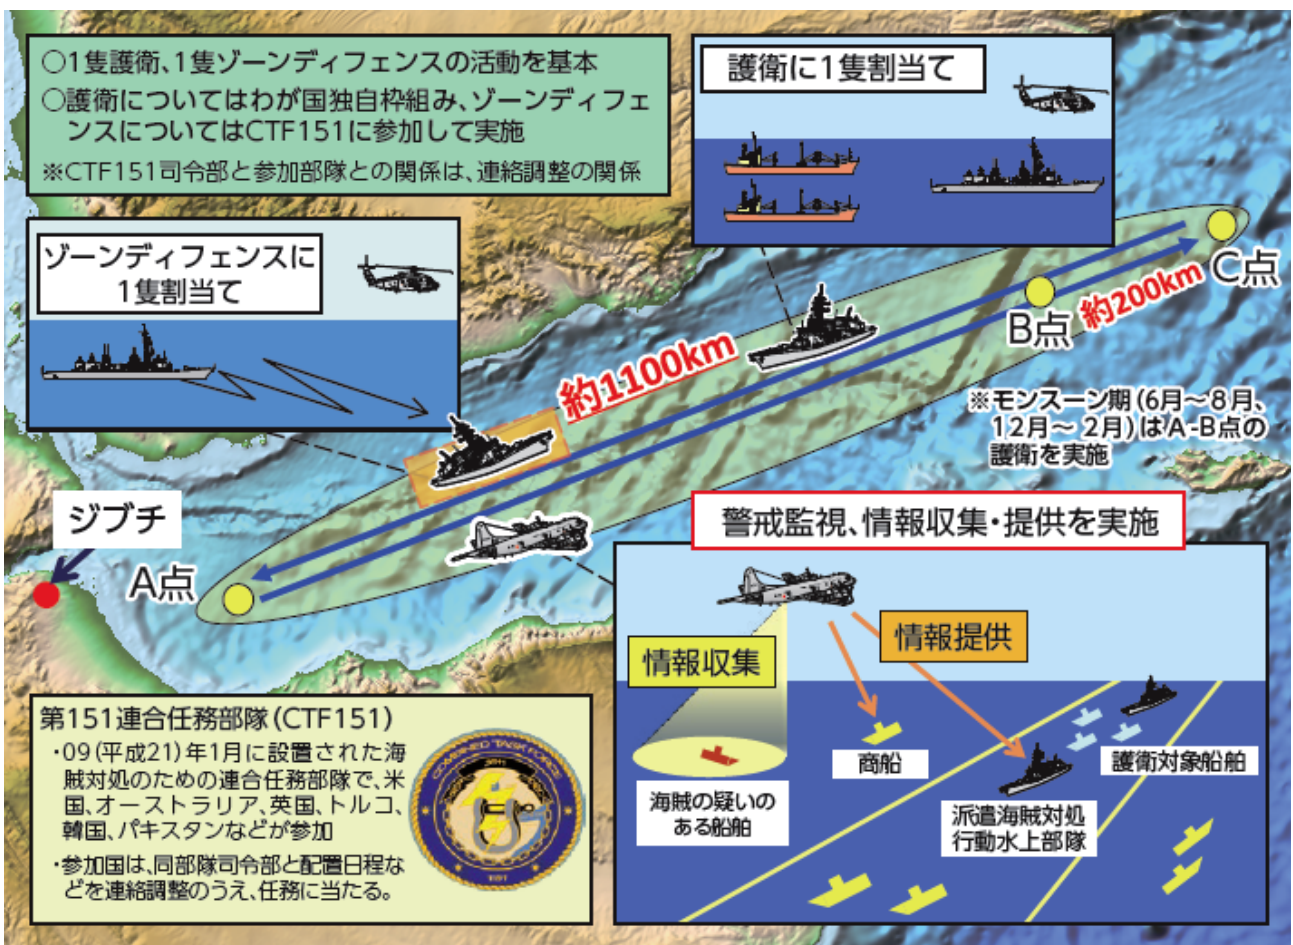 ○1隻護衛、1隻ゾーンディフェンスの活動を基本
○護衛についてはわが国独自枠組み、ゾーンディフェ
ンスについてはCTF151に参加して実施
※CTF151司令部と参加部隊との関係は、連絡調整の関係
護衛に1隻割当て
ゾーンディフェンスに
1隻割当て
約1100km
約200km
C点
B点
※モンスーン期(6月～8月、
12月～2月)はA-B点の
護衛を実施
ジブチ
A点
警戒監視、情報収集・提供を実施
情報収集
情報提供
商船
海賊の疑いの
ある船舶
護衛対象船舶
派遣海賊対処
行動水上部隊
第151連合任務部隊(CTF151)
・09(平成21)年1月に設置された海
賊対処のための連合任務部隊で、米
国、オーストラリア、英国、トルコ、
韓国、パキスタンなどが参加
・参加国は、同部隊司令部と配置日程な
どを連絡調整のうえ、任務に当たる。
COMBINED TASK FORCE